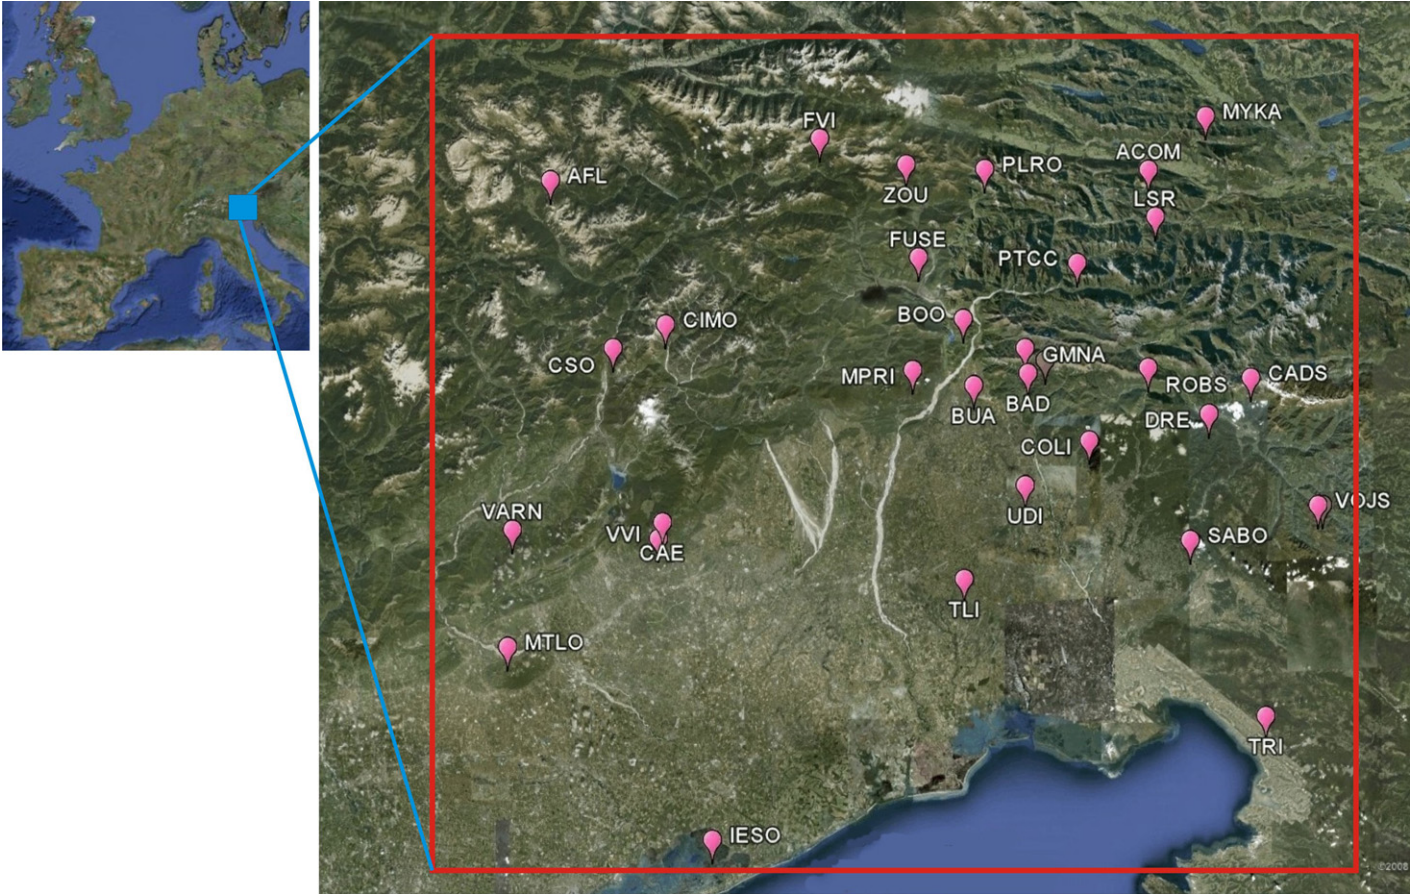 MYKA
FVI
ACOM
PLRO
AFL
ZOU
LSR
FUSE
PTCC
BOO
CIMO
GMNA
CSO
MPRI
CADS
ROBS
BAD
BUA
DRE
COLI
VOJS
VARN
UDI
VVI
SABO
CAE
TLI
MTLO
TRI
IESO
©2008